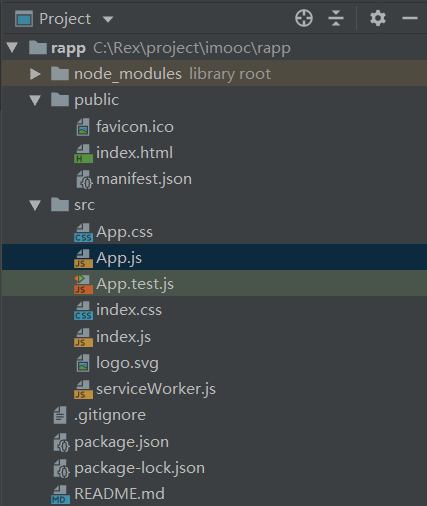 Project
rapp C:\Rex\project\imooc\rapp
node_modules library root
public
favicon.ico
index.html
manifest.json
src
App.css
App.js
App.test.js
index.css
index.js
logo.svg
serviceWorker.js
.gitignore
package.json
package-lock.json
README.md